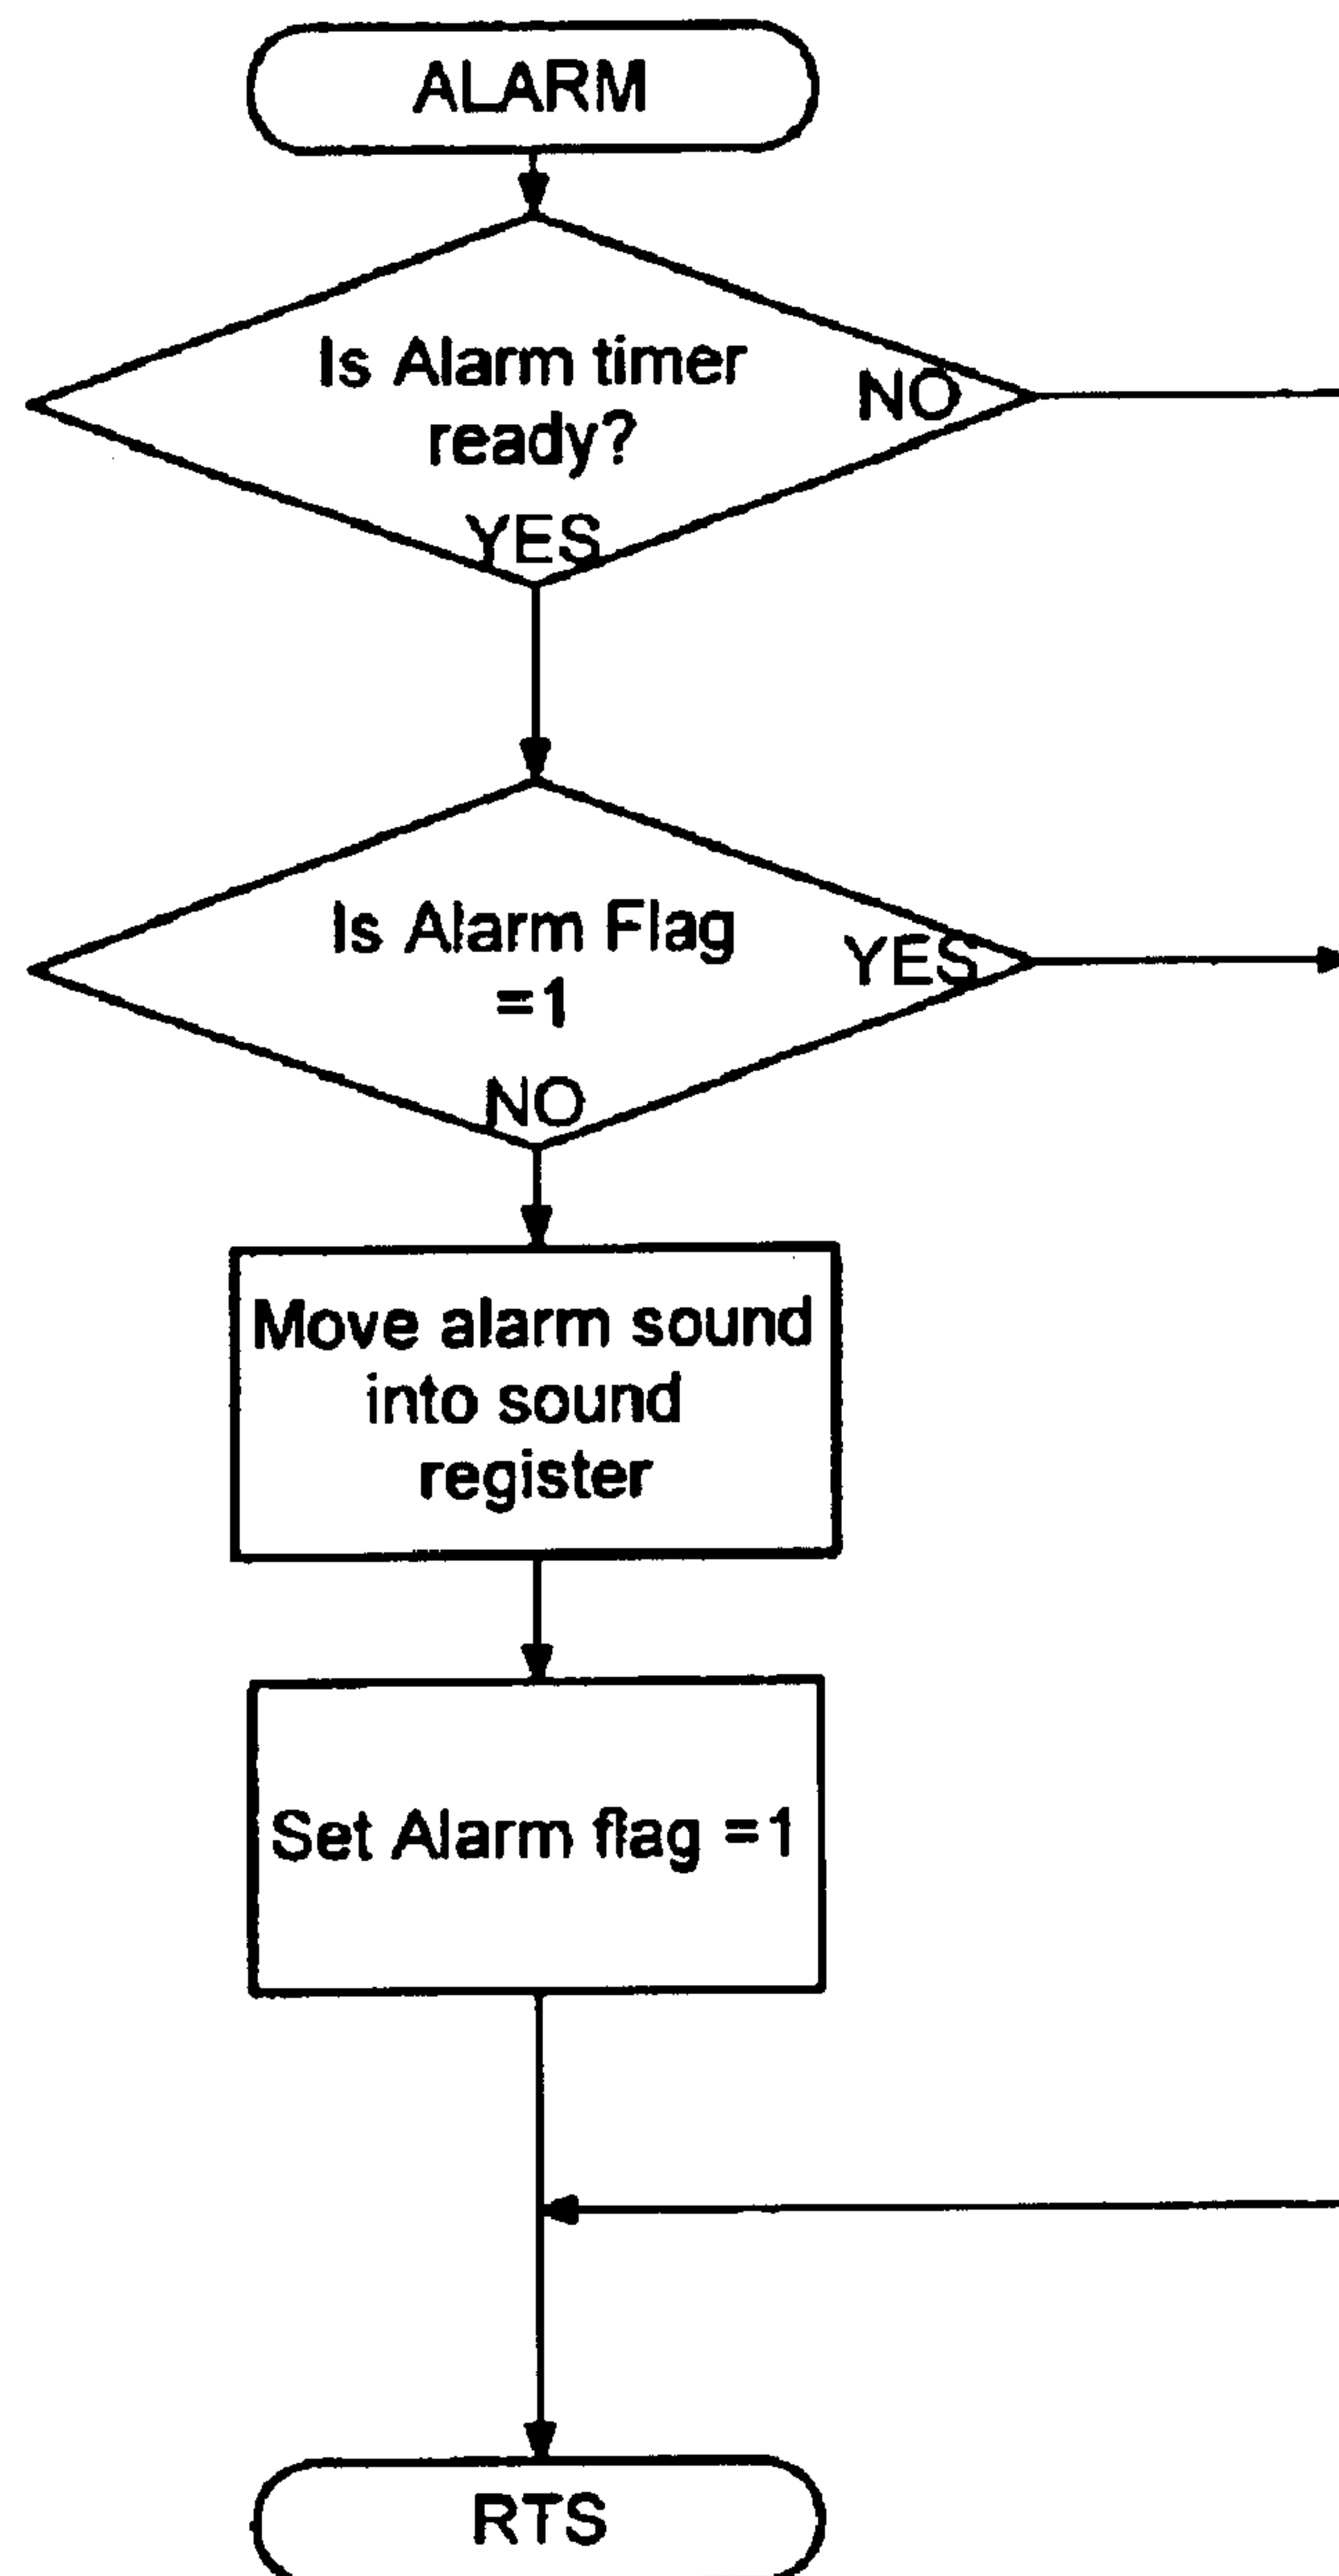 ALARM
Is Alarm timer
ready?
NO
YES
Is Alarm Flag
=1
YES
NO
Move alarm sound
into sound
register
Set Alarm flag =1
RTS